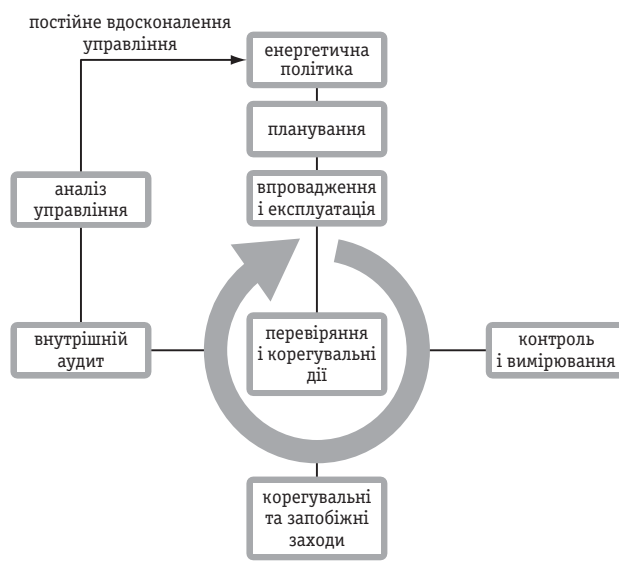 постійне вдосконалення
управління
енергетична
політика
планування
впровадження
і експлуатація
аналіз
управління
внутрішній
аудит
перевіряння
і корегувальні
дії
контроль
і вимірювання
корегувальні
та запобіжні
заходи